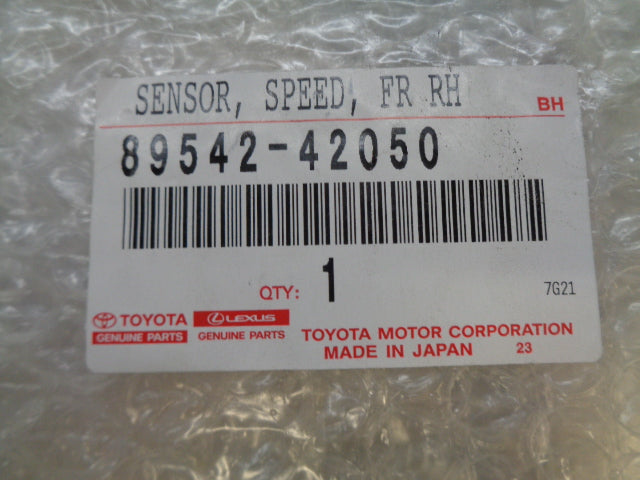 SENSOR, SPEED, FR RH
BH
89542-42050
QTY: 1
7G21
TOYOTA
GENUINE PARTS
LEXUS
GENUINE PARTS
TOYOTA MOTOR CORPORATION
MADE IN JAPAN 23